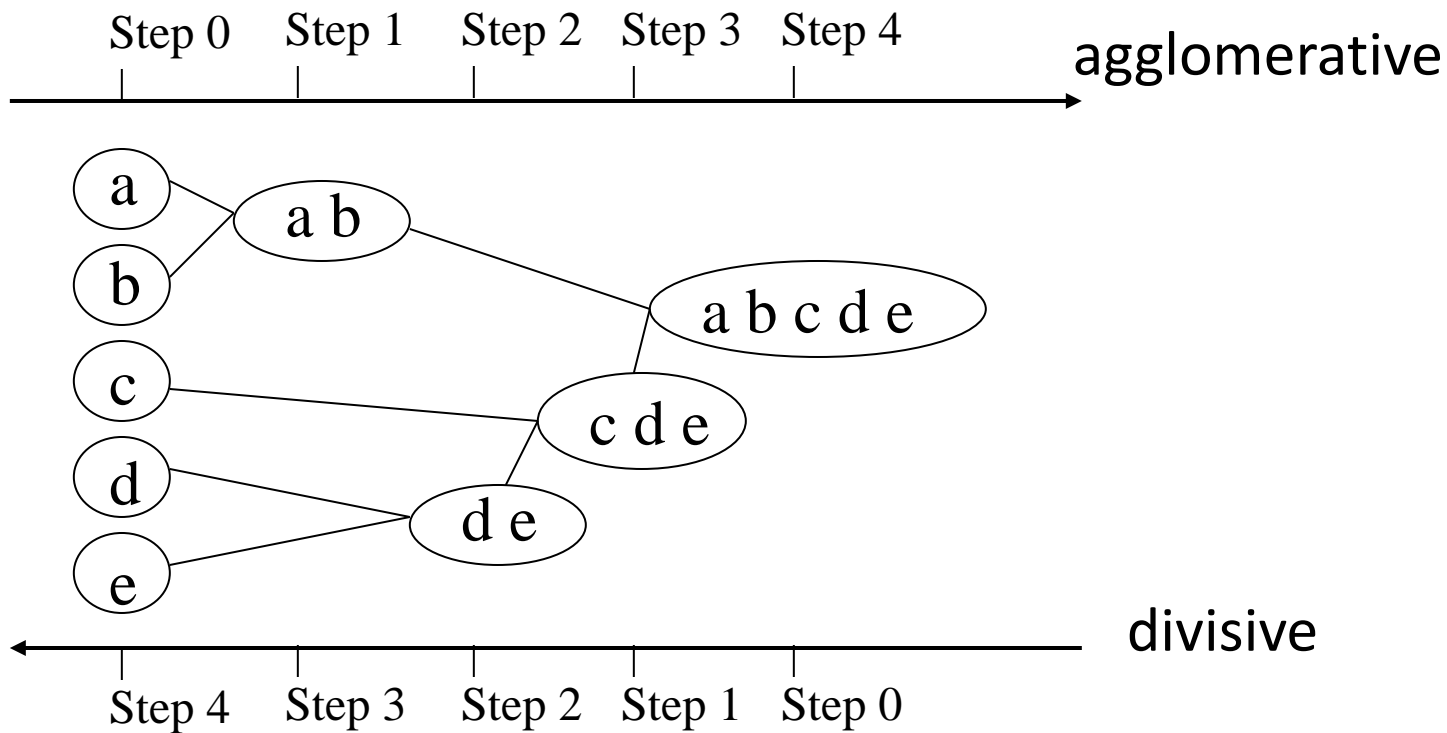 Step 0 Step 1 Step 2 Step 3 Step 4
agglomerative
a
a b
b
a b c d e
c
c d e
d
d e
e
divisive
Step 4 Step 3 Step 2 Step 1 Step 0